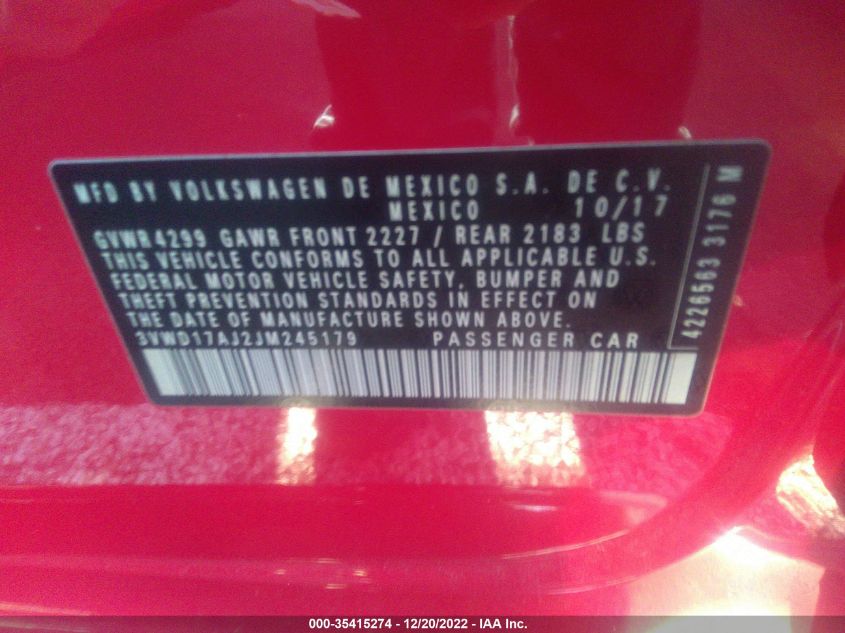 MFD BY VOLKSWAGEN DE MEXICO S.A. DE C.V.
MEXICO 10/17
GVWR4299 GAWR FRONT 2227 / REAR 2183 LBS
THIS VEHICLE CONFORMS TO ALL APPLICABLE U.S.
FEDERAL MOTOR VEHICLE SAFETY, BUMPER AND
THEFT PREVENTION STANDARDS IN EFFECT ON
THE DATE OF MANUFACTURE SHOWN ABOVE.
3VWD17AJ2JM245179 PASSENGER CAR
4226563 3176 M
000-35415274 - 12/20/2022 - IAA Inc.